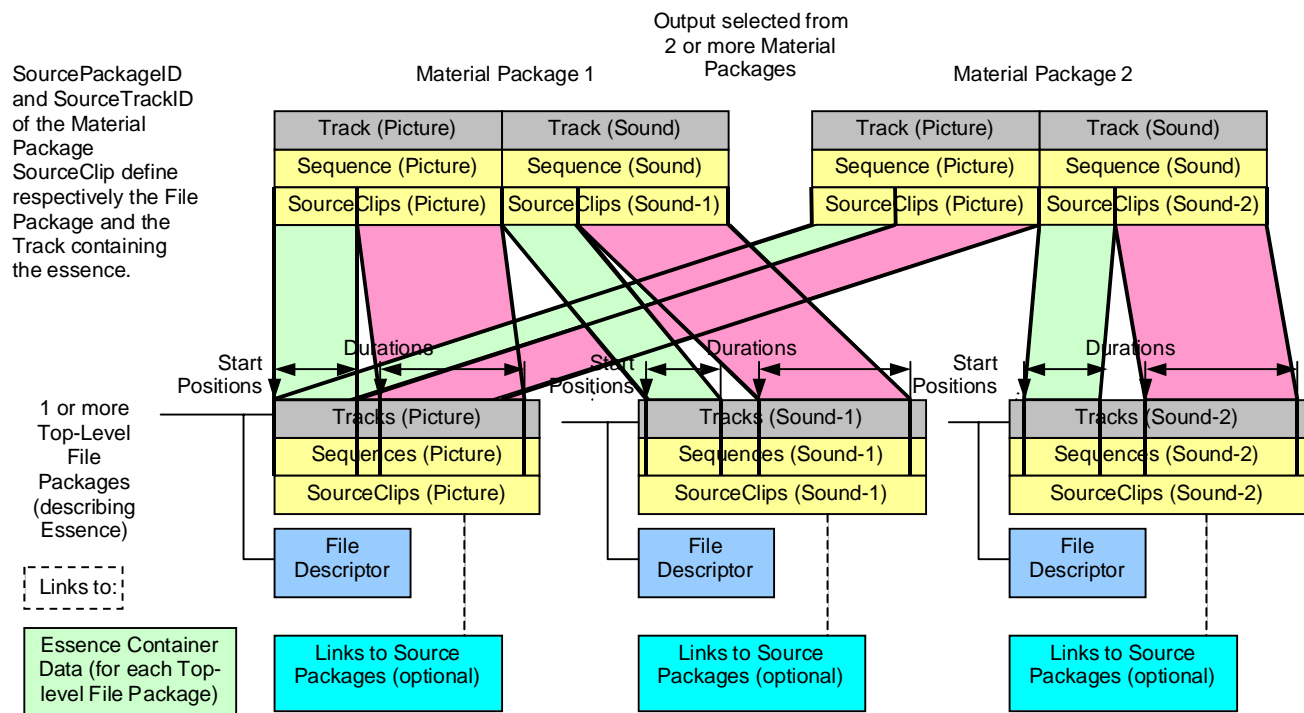 Output selected from
2 or more Material
Packages
SourcePackageID
and SourceTrackID
of the Material
Package
SourceClip define
respectively the File
Package and the
Track containing
the essence.
Material Package 1
Material Package 2
Track (Picture)
Track (Sound)
Track (Picture)
Track (Sound)
Sequence (Picture)
Sequence (Sound)
Sequence (Picture)
Sequence (Sound)
SourceClips (Picture)
SourceClips (Sound-1)
SourceClips (Picture)
SourceClips (Sound-2)
Start
Positions
Durations
Start
Positions
Durations
Start
Positions
Durations
1 or more
Top-Level
File
Packages
(describing
Essence)
Tracks (Picture)
Tracks (Sound-1)
Tracks (Sound-2)
Sequences (Picture)
Sequences (Sound-1)
Sequences (Sound-2)
SourceClips (Picture)
SourceClips (Sound-1)
SourceClips (Sound-2)
File
Descriptor
File
Descriptor
File
Descriptor
Links to:
Essence Container
Data (for each Top-
level File Package)
Links to Source
Packages (optional)
Links to Source
Packages (optional)
Links to Source
Packages (optional)